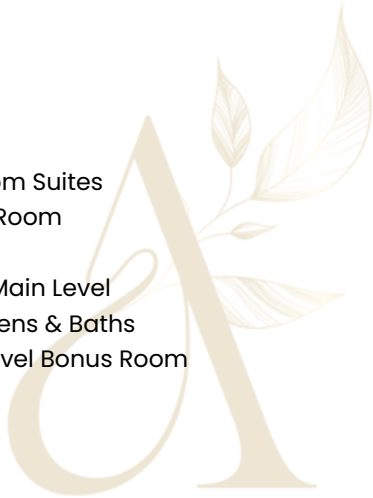 om Suites
Room
Main Level
ens & Baths
vel Bonus Room
A